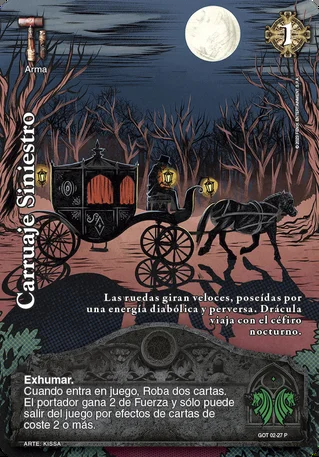 1
Arma
Carruaje Siniestro
Las ruedas giran veloces, poseídas por
una energía diabólica y perversa. Drácula
viaja con el céfiro
nocturno.
Exhumar.
Cuando entra en juego, Roba dos cartas.
El portador gana 2 de Fuerza y sólo puede
salir del juego por efectos de cartas de
coste 2 o más.
GOT 02-27 P
ARTE: KISSA